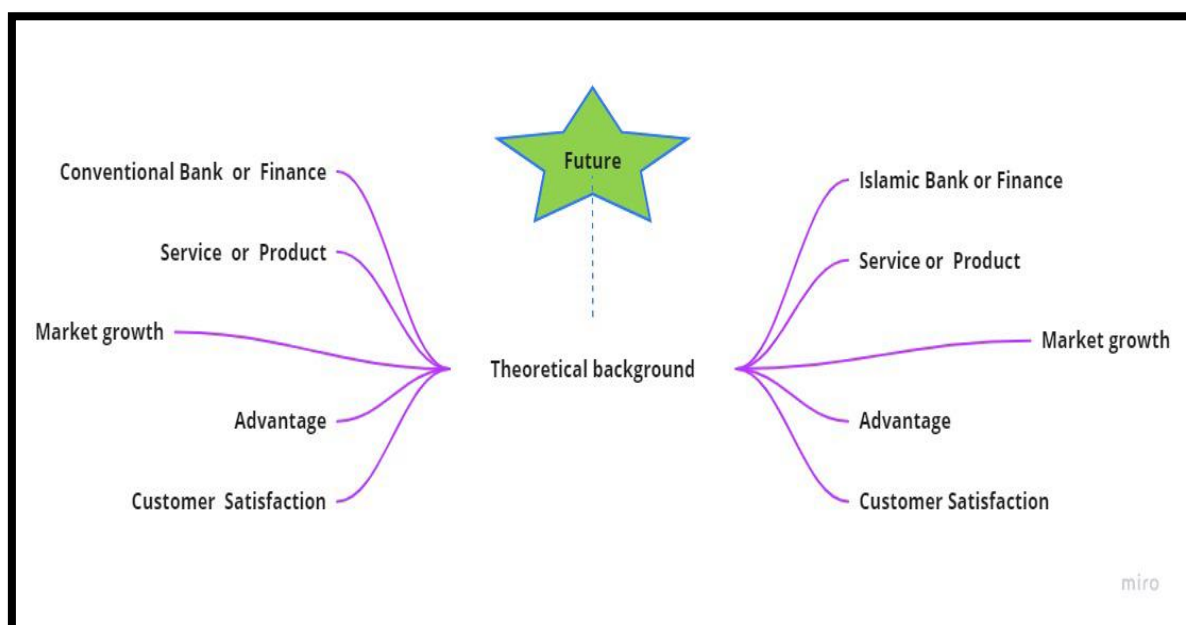 Future
Conventional Bank or Finance
Service or Product
Market growth
Advantage
Customer Satisfaction
Theoretical background
Islamic Bank or Finance
Service or Product
Market growth
Advantage
Customer Satisfaction
miro